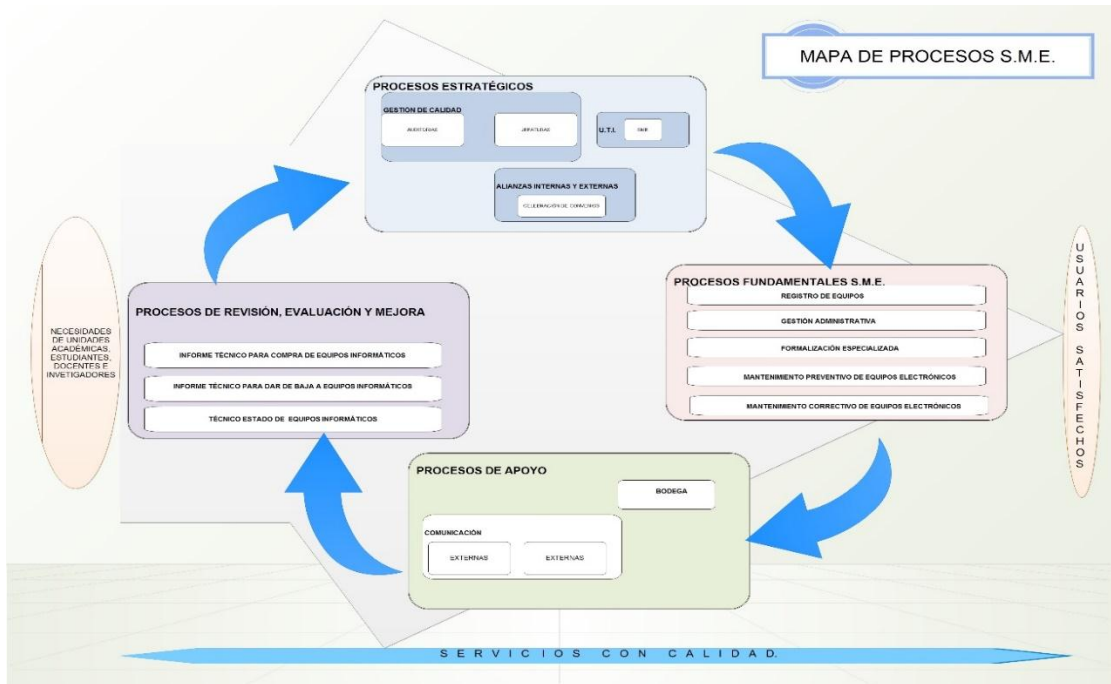 MAPA DE PROCESOS S.M.E.
PROCESOS ESTRATÉGICOS
GESTIÓN DE CALIDAD
AUDITORIAS
JEFATURAS
U.T.I.
ALIANZAS INTERNAS Y EXTERNAS
CELEBRACIÓN DE CONVENIOS
PROCESOS FUNDAMENTALES S.M.E.
REGISTRO DE EQUIPOS
GESTIÓN ADMINISTRATIVA
FORMALIZACIÓN ESPECIALIZADA
MANTENIMIENTO PREVENTIVO DE EQUIPOS ELECTRÓNICOS
MANTENIMIENTO CORRECTIVO DE EQUIPOS ELECTRÓNICOS
PROCESOS DE REVISIÓN, EVALUACIÓN Y MEJORA
INFORME TÉCNICO PARA COMPRA DE EQUIPOS INFORMÁTICOS
INFORME TÉCNICO PARA DAR DE BAJA A EQUIPOS INFORMÁTICOS
TÉCNICO ESTADO DE EQUIPOS INFORMÁTICOS
PROCESOS DE APOYO
BODEGA
COMUNICACIÓN
EXTERNAS
EXTERNAS
NECESIDADES
DE UNIDADES
ACADÉMICAS,
ESTUDIANTES,
DOCENTES E
INVETIGADORES
USUARIOS SATISFECHOS
SERVICIOS CON CALIDAD.